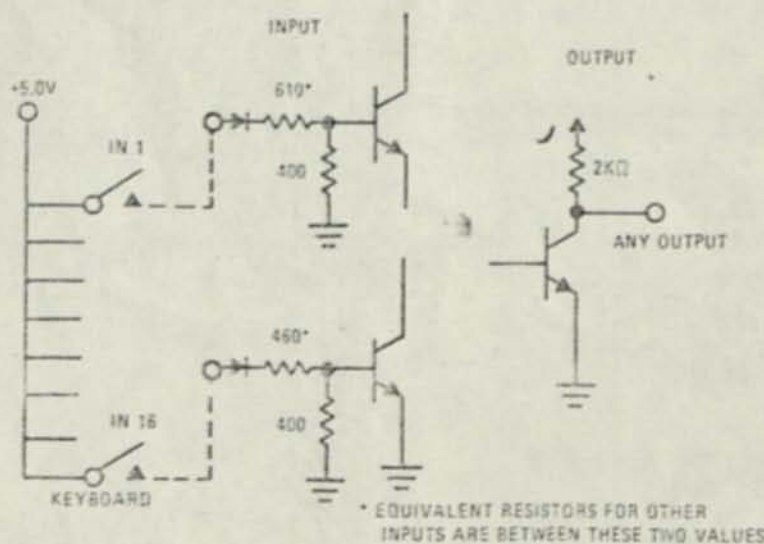 INPUT
OUTPUT
+5.0V
610*
IN 1
400
2KΩ
ANY OUTPUT
460*
IN 16
400
KEYBOARD
* EQUIVALENT RESISTORS FOR OTHER
INPUTS ARE BETWEEN THESE TWO VALUES